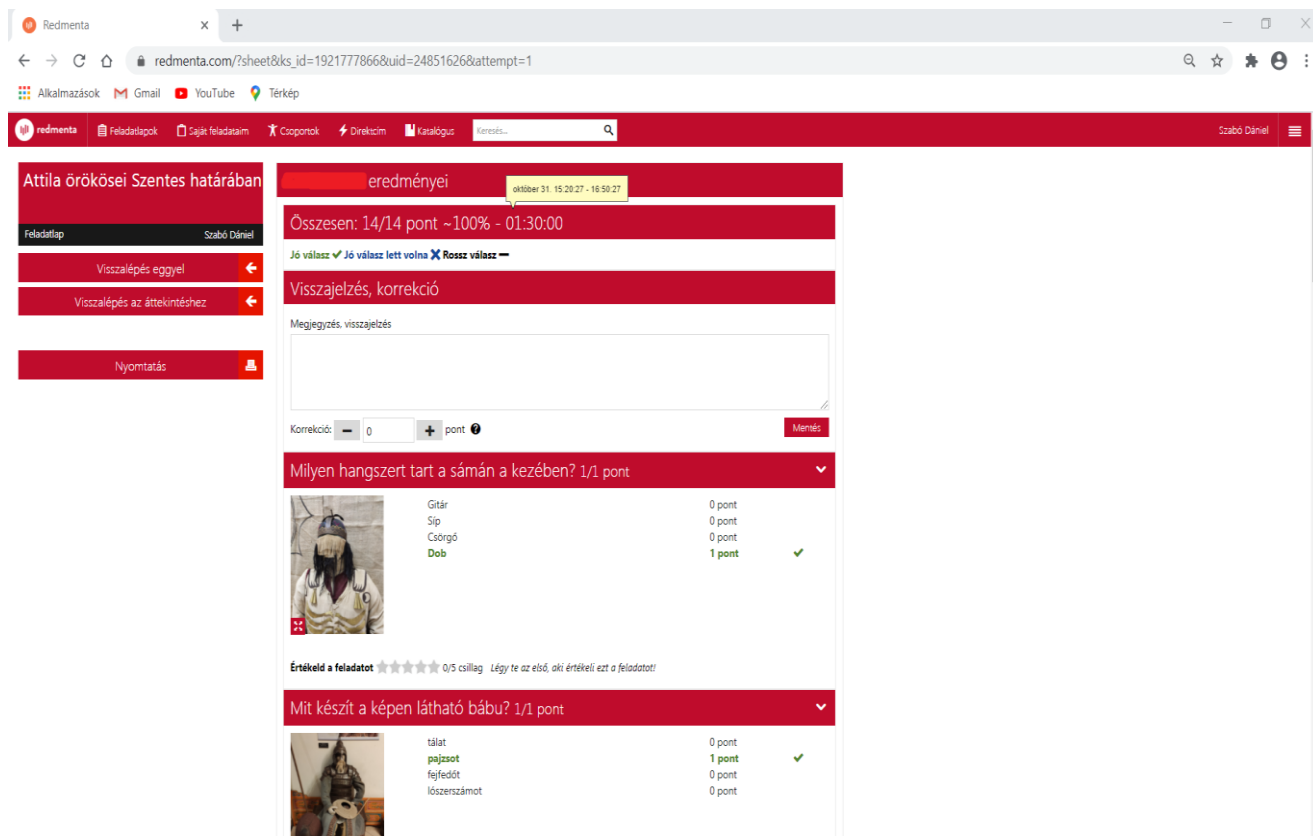 Redmenta
redmenta.com/?sheet&ks_id=1921777866&uid=24851626&attempt=1
Alkalmazások Gmail YouTube Térkép
redmenta Feladatlapok Saját feladataim Csoportok Direktcím Katalógus Keresés... Szabó Dániel
Attila örökösei Szentes határában
Feladatlap Szabó Dániel
Visszalépés eggyel
Visszalépés az áttekintéshez
Nyomtatás
eredményei
október 31. 15:20:27 - 16:50:27
Összesen: 14/14 pont ~100% - 01:30:00
Jó válasz Jó válasz lett volna Rossz válasz
Visszajelzés, korrekció
Megjegyzés, visszajelzés
Korrekció: 0 pont
Mentés
Milyen hangszert tart a sámán a kezében? 1/1 pont
Gitár 0 pont
Síp 0 pont
Csörgő 0 pont
Dob 1 pont
Értékeld a feladatot 0/5 csillag Légy te az első, aki értékeli ezt a feladatot!
Mit készít a képen látható bábu? 1/1 pont
tálat 0 pont
pajzsot 1 pont
fejfedőt 0 pont
lószerszámot 0 pont